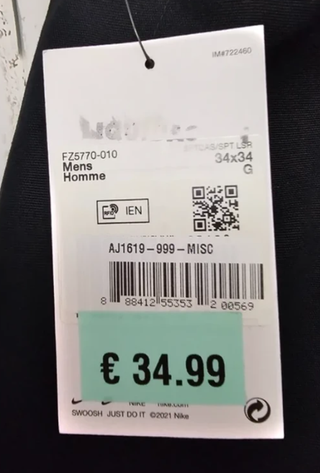 IM#722460
FZ5770-010
Mens
Homme
34x34
G
IEN
AJ1619-999-MISC
8 88412 55353 2 00569
€ 34.99
NIKE
SWOOSH JUST DO IT ©2021 Nike